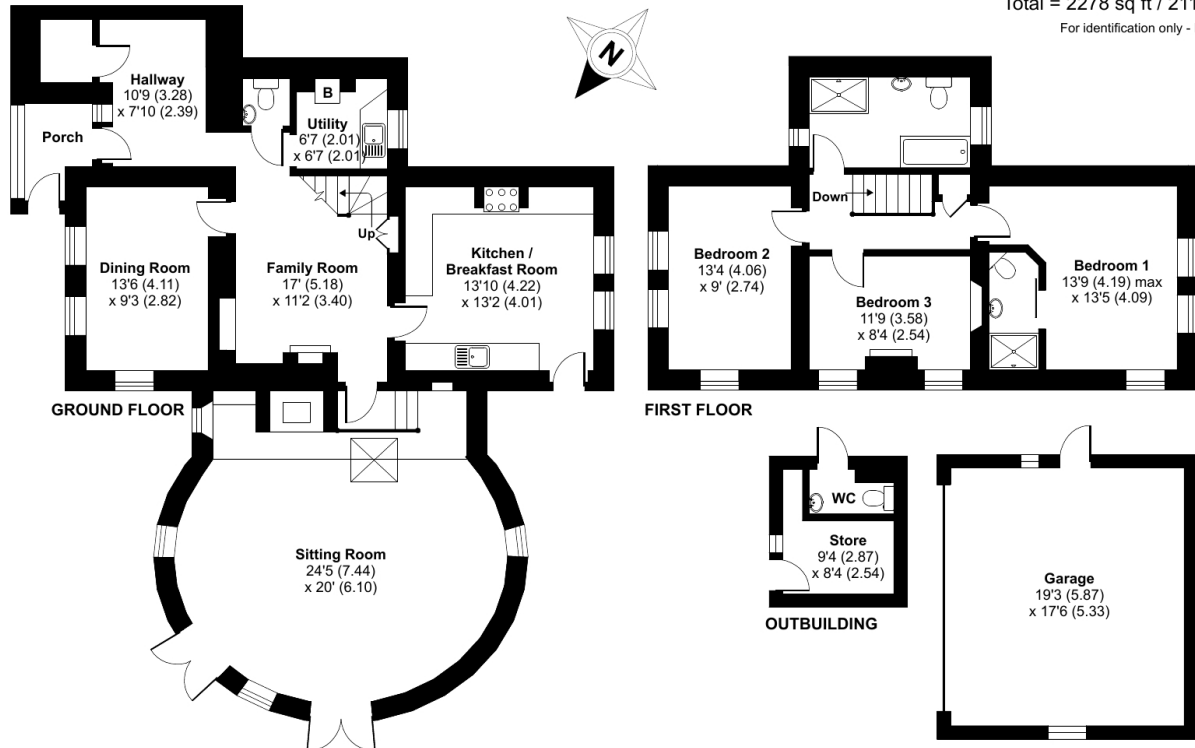 Total = 2278 sq ft / 211
For identification only -
N
Hallway
10'9 (3.28)
x 7'10 (2.39)
Porch
B
Utility
6'7 (2.01)
x 6'7 (2.01)
Up
Dining Room
13'6 (4.11)
x 9'3 (2.82)
Family Room
17' (5.18)
x 11'2 (3.40)
Kitchen /
Breakfast Room
13'10 (4.22)
x 13'2 (4.01)
GROUND FLOOR
Sitting Room
24'5 (7.44)
x 20' (6.10)
Down
Bedroom 2
13'4 (4.06)
x 9' (2.74)
Bedroom 3
11'9 (3.58)
x 8'4 (2.54)
Bedroom 1
13'9 (4.19) max
x 13'5 (4.09)
FIRST FLOOR
WC
Store
9'4 (2.87)
x 8'4 (2.54)
OUTBUILDING
Garage
19'3 (5.87)
x 17'6 (5.33)